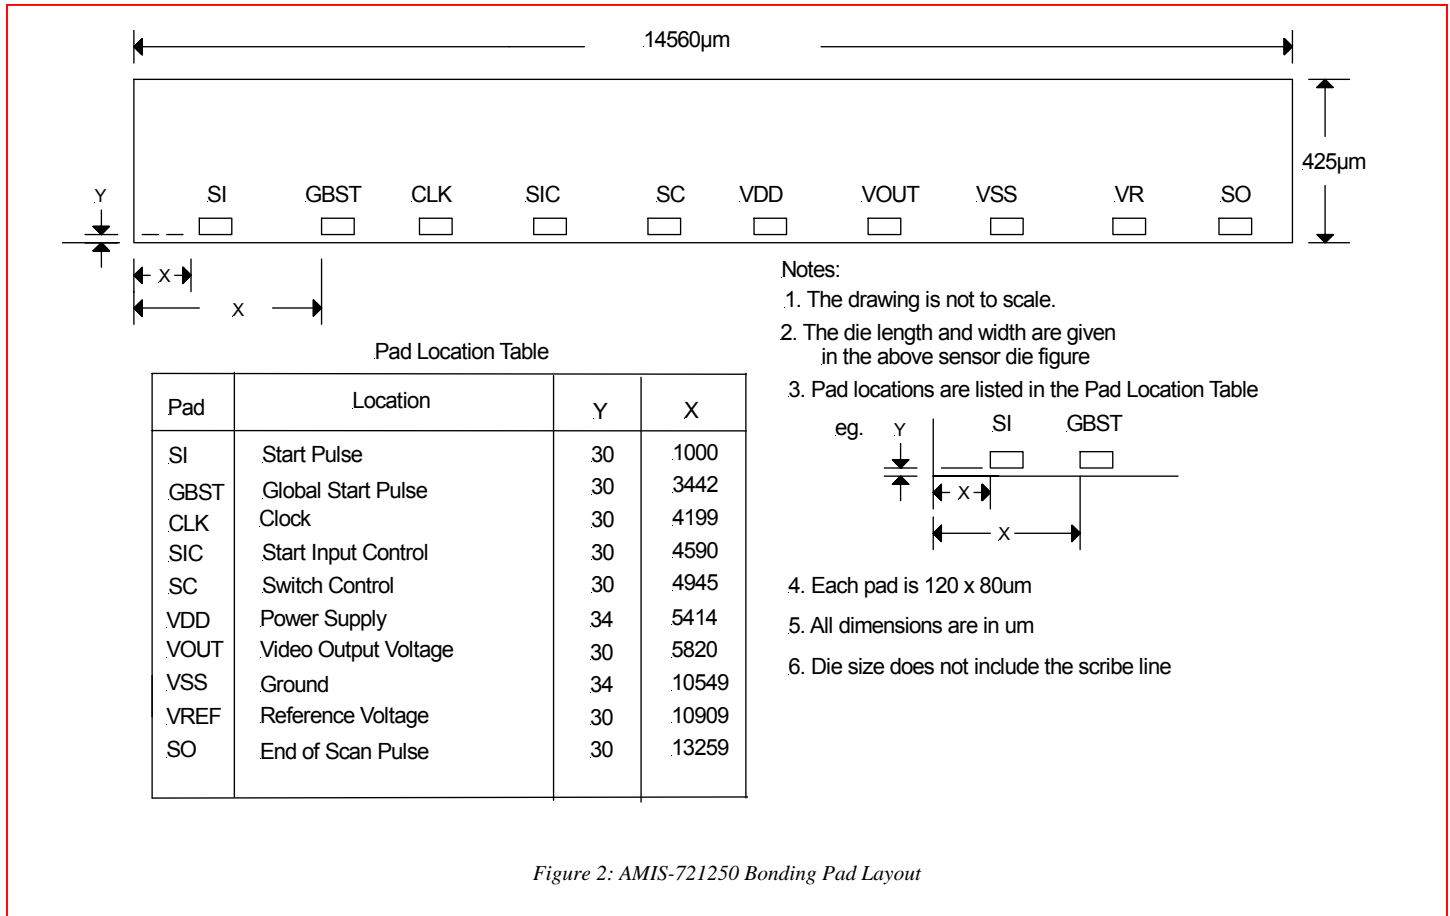 14560µm
425µm
Y SI GBST CLK SIC SC VDD VOUT VSS VR SO
X
X
Pad Location Table
Pad Location Y X
SI Start Pulse 30 1000
GBST Global Start Pulse 30 3442
CLK Clock 30 4199
SIC Start Input Control 30 4590
SC Switch Control 30 4945
VDD Power Supply 34 5414
VOUT Video Output Voltage 30 5820
VSS Ground 34 10549
VREF Reference Voltage 30 10909
SO End of Scan Pulse 30 13259
Notes:
1. The drawing is not to scale.
2. The die length and width are given
in the above sensor die figure
3. Pad locations are listed in the Pad Location Table
eg. Y SI GBST
X
X
4. Each pad is 120 x 80um
5. All dimensions are in um
6. Die size does not include the scribe line
Figure 2: AMIS-721250 Bonding Pad Layout